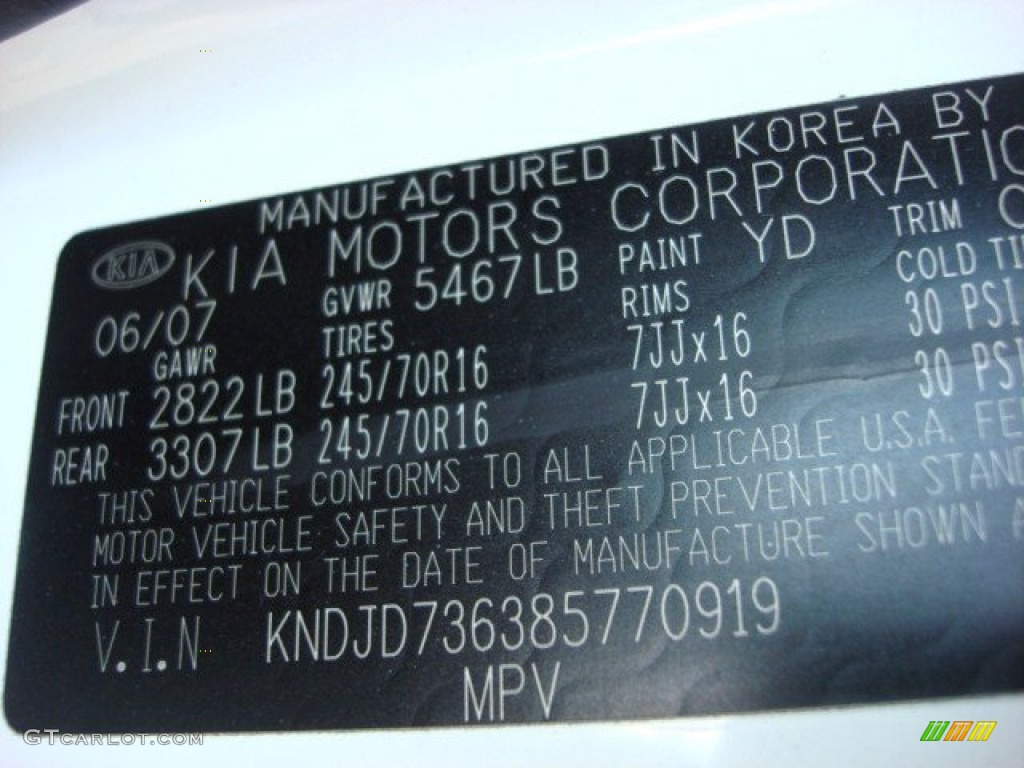 MANUFACTURED IN KOREA BY
KIA KIA MOTORS CORPORATIO
06/07 GVWR 5467LB PAINT YD TRIM
GAWR TIRES RIMS COLD
FRONT 2822LB 245/70R16 7JJx16 30 PSI
REAR 3307LB 245/70R16 7JJx16 30 PSI
THIS VEHICLE CONFORMS TO ALL APPLICABLE U.S.A.
MOTOR VEHICLE SAFETY AND THEFT PREVENTION STAND
IN EFFECT ON THE DATE OF MANUFACTURE SHOWN
V.I.N KNDJD736385770919
MPV
GTCARLOT.COM